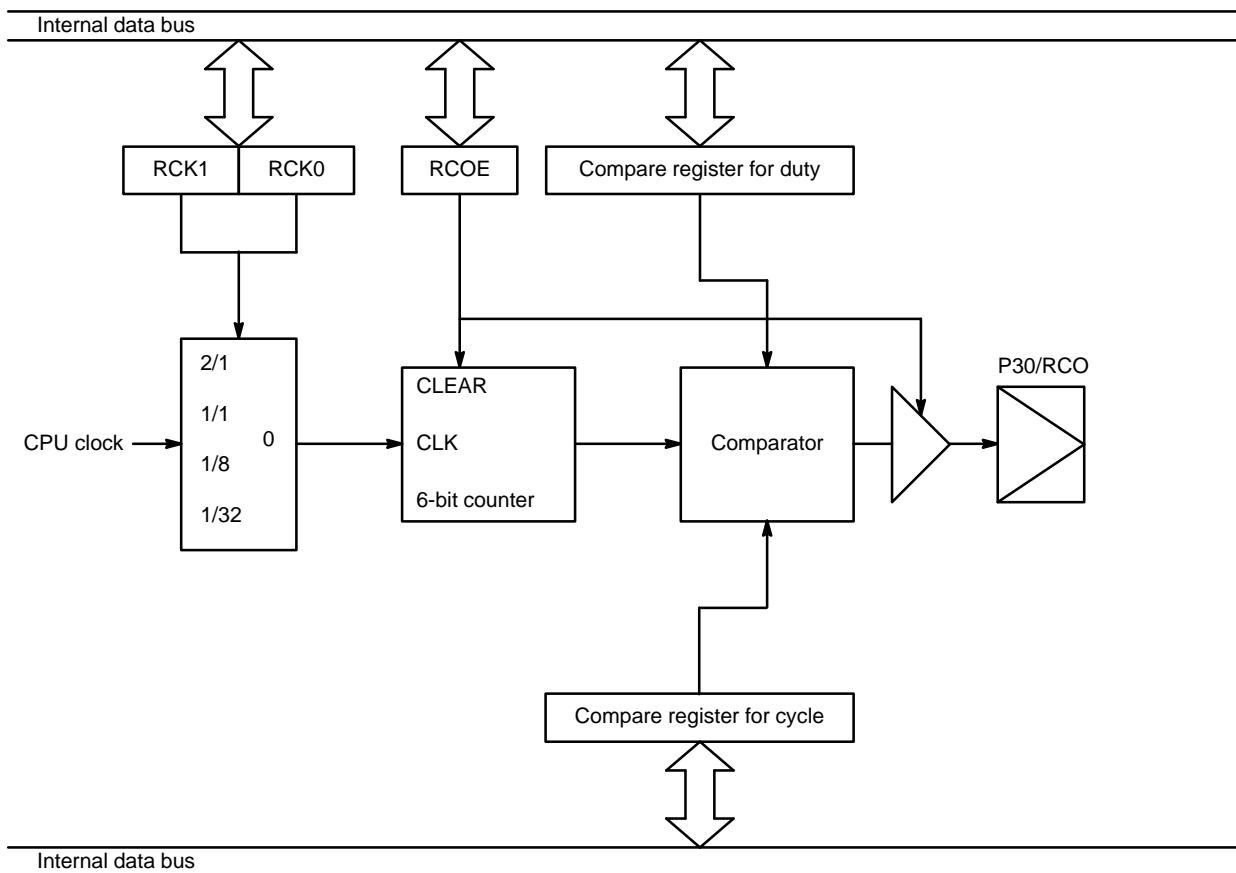 Internal data bus
RCK1
RCK0
RCOE
Compare register for duty
2/1
1/1
1/8
1/32
0
CPU clock
CLEAR
CLK
6-bit counter
Comparator
P30/RCO
Compare register for cycle
Internal data bus